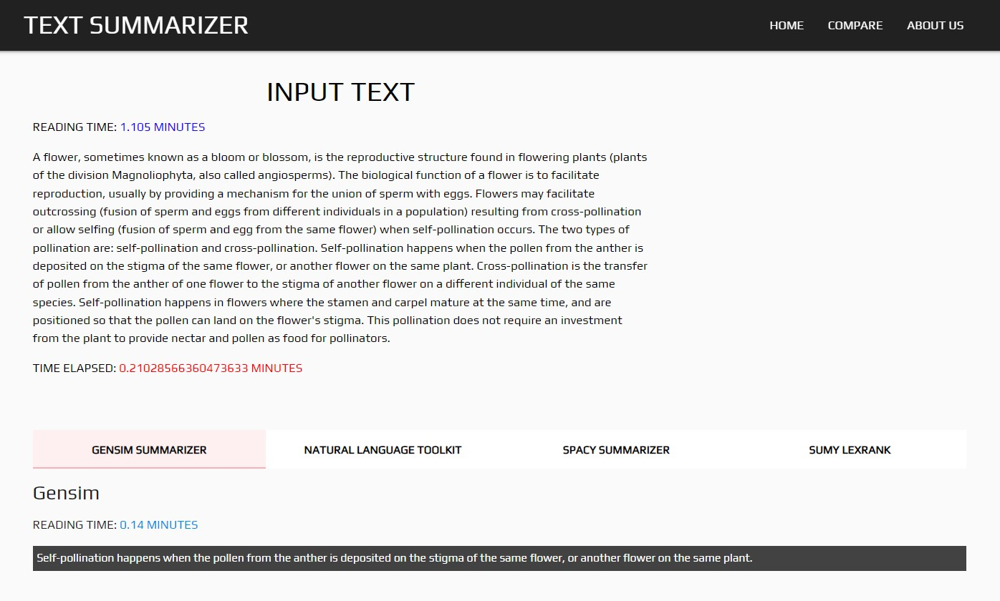 TEXT SUMMARIZER
HOME COMPARE ABOUT US
INPUT TEXT
READING TIME: 1.105 MINUTES
A flower, sometimes known as a bloom or blossom, is the reproductive structure found in flowering plants (plants
of the division Magnoliophyta, also called angiosperms). The biological function of a flower is to facilitate
reproduction, usually by providing a mechanism for the union of sperm with eggs. Flowers may facilitate
outcrossing (fusion of sperm and eggs from different individuals in a population) resulting from cross-pollination
or allow selfing (fusion of sperm and egg from the same flower) when self-pollination occurs. The two types of
pollination are: self-pollination and cross-pollination. Self-pollination happens when the pollen from the anther is
deposited on the stigma of the same flower, or another flower on the same plant. Cross-pollination is the transfer
of pollen from the anther of one flower to the stigma of another flower on a different individual of the same
species. Self-pollination happens in flowers where the stamen and carpel mature at the same time, and are
positioned so that the pollen can land on the flower's stigma. This pollination does not require an investment
from the plant to provide nectar and pollen as food for pollinators.
TIME ELAPSED: 0.21028566360473633 MINUTES
GENSIM SUMMARIZER NATURAL LANGUAGE TOOLKIT SPACY SUMMARIZER SUMY LEXRANK
Gensim
READING TIME: 0.14 MINUTES
Self-pollination happens when the pollen from the anther is deposited on the stigma of the same flower, or another flower on the same plant.